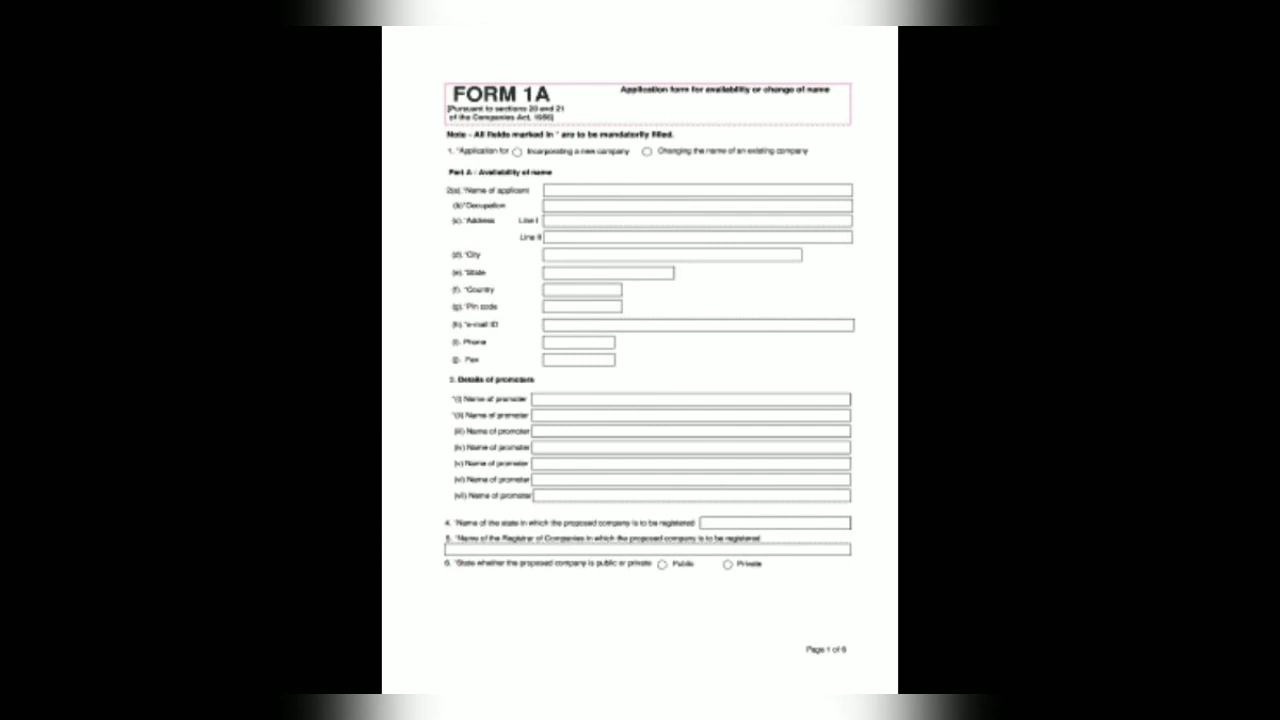 FORM 1A
Application form for availability or change of name
[Pursuant to sections 20 and 21
of the Companies Act, 1956]
Note - All fields marked in * are to be mandatorily filled.
1. *Application for Incorporating a new company Changing the name of an existing company
Part A - Availability of name
2(a). *Name of applicant
(b) *Occupation
(c). *Address Line I
Line II
(d). *City
(e). *State
(f). *Country
(g). *Pin code
(h). *e-mail ID
(i). Phone
(j). Fax
3. Details of promoters
*(i) Name of promoter
*(ii) Name of promoter
(iii) Name of promoter
(iv) Name of promoter
(v) Name of promoter
(vi) Name of promoter
(vii) Name of promoter
4. *Name of the state in which the proposed company is to be registered
5. *Name of the Registrar of Companies in which the proposed company is to be registered
6. *State whether the proposed company is public or private Public Private
Page 1 of 6